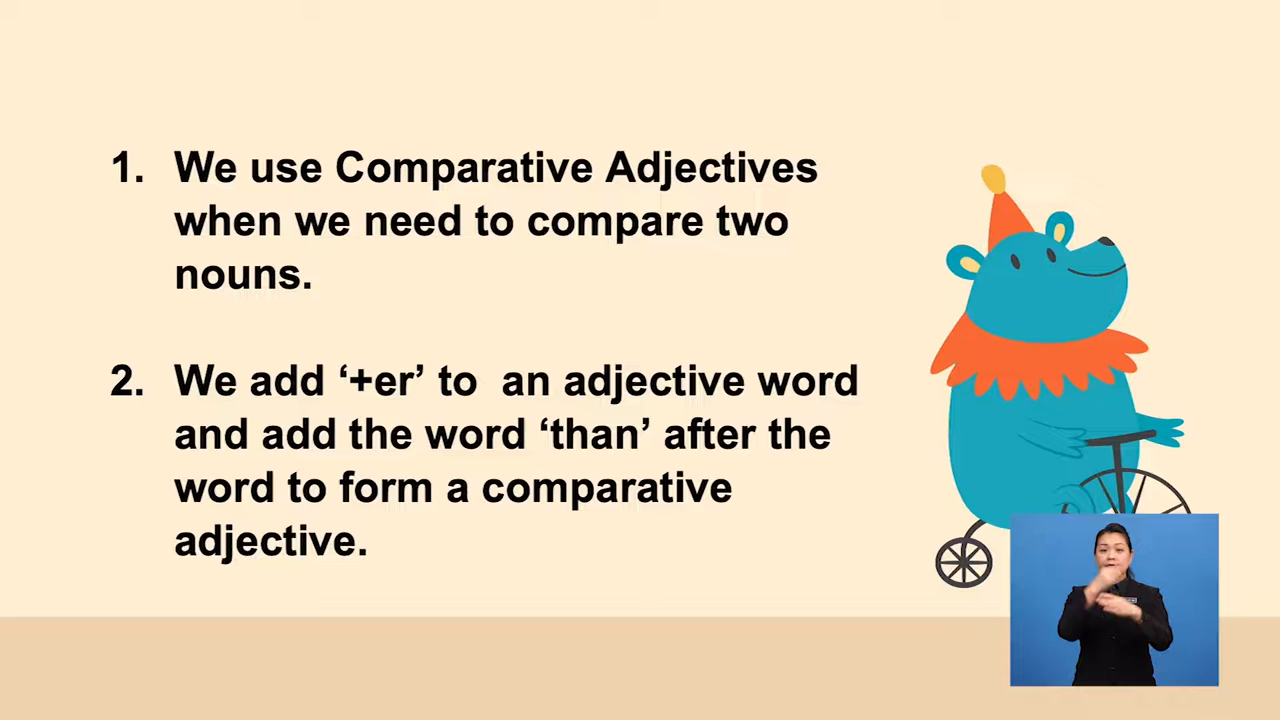 1. We use Comparative Adjectives
when we need to compare two
nouns.
2. We add ‘+er’ to  an adjective word
and add the word ‘than’ after the
word to form a comparative
adjective.